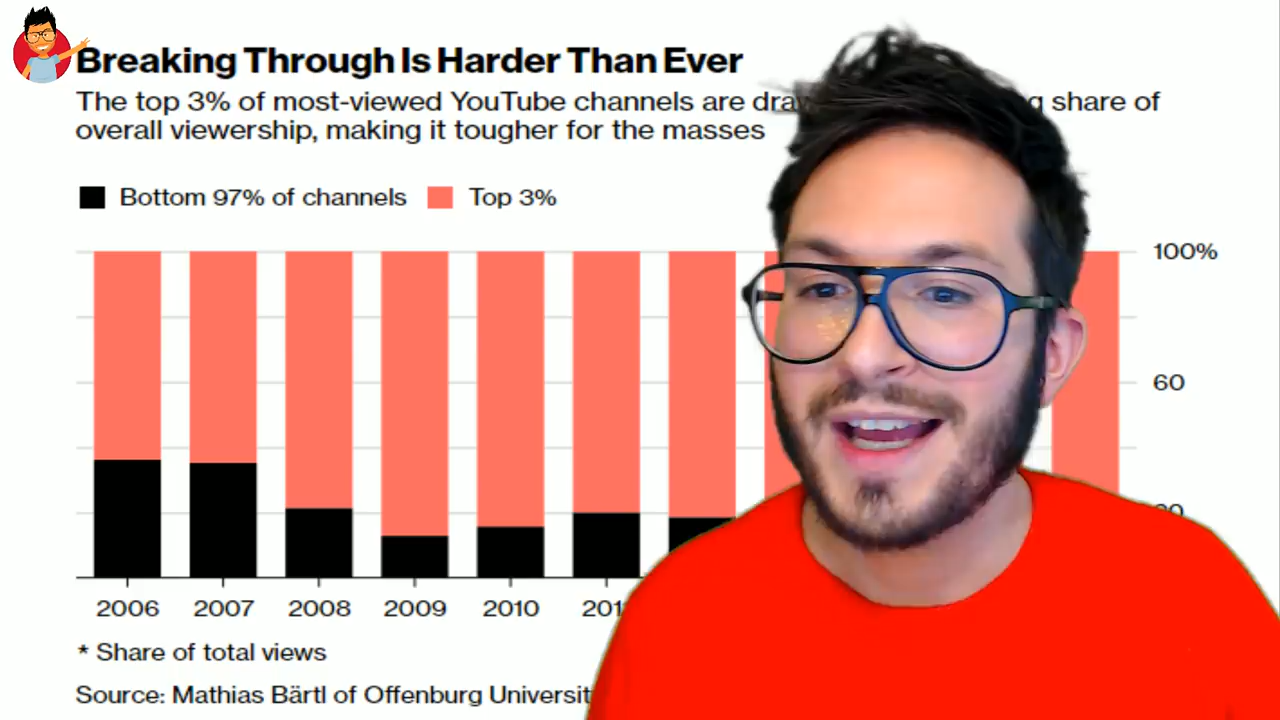 Breaking Through Is Harder Than Ever
The top 3% of most-viewed YouTube channels are share of
overall viewership, making it tougher for the masses
Bottom 97% of channels Top 3%
100%
60
2006 2007 2008 2009 2010
* Share of total views
Source: Mathias Bärtl of Offenburg